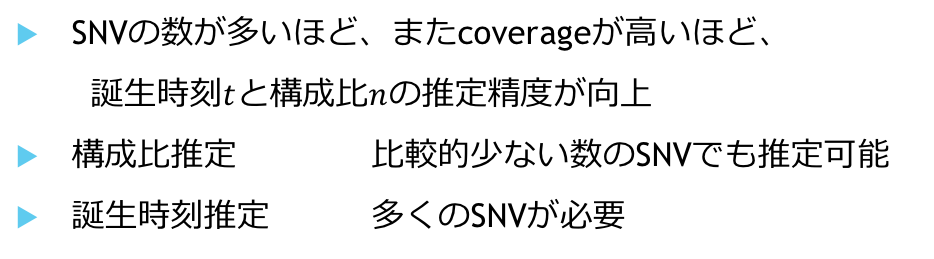 SNVの数が多いほど、またcoverageが高いほど、
誕生時刻tと構成比nの推定精度が向上
構成比推定 比較的少ない数のSNVでも推定可能
誕生時刻推定 多くのSNVが必要